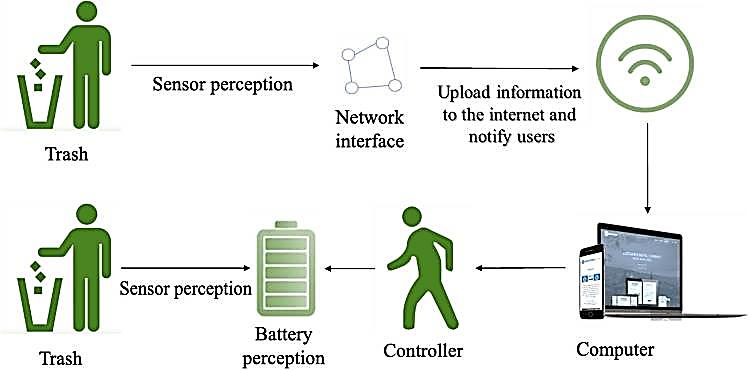 Sensor perception
Trash
Network
interface
Upload information
to the internet and
notify users
Sensor perception
Trash
Battery
perception
Controller
Computer